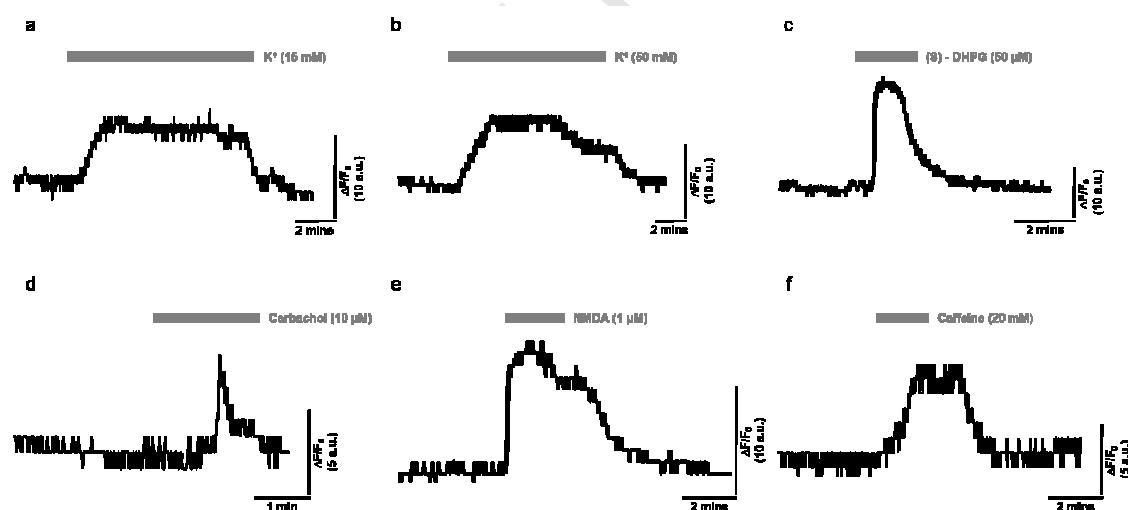 a
K⁺ (15 mM)
ΔF/F₀
(10 a.u.)
2 mins
b
K⁺ (50 mM)
ΔF/F₀
(10 a.u.)
2 mins
c
(S) - DHPG (50 µM)
ΔF/F₀
(10 a.u.)
2 mins
d
Carbachol (10 µM)
ΔF/F₀
(5 a.u.)
1 min
e
NMDA (1 µM)
ΔF/F₀
(10 a.u.)
2 mins
f
Caffeine (20 mM)
ΔF/F₀
(5 a.u.)
2 mins